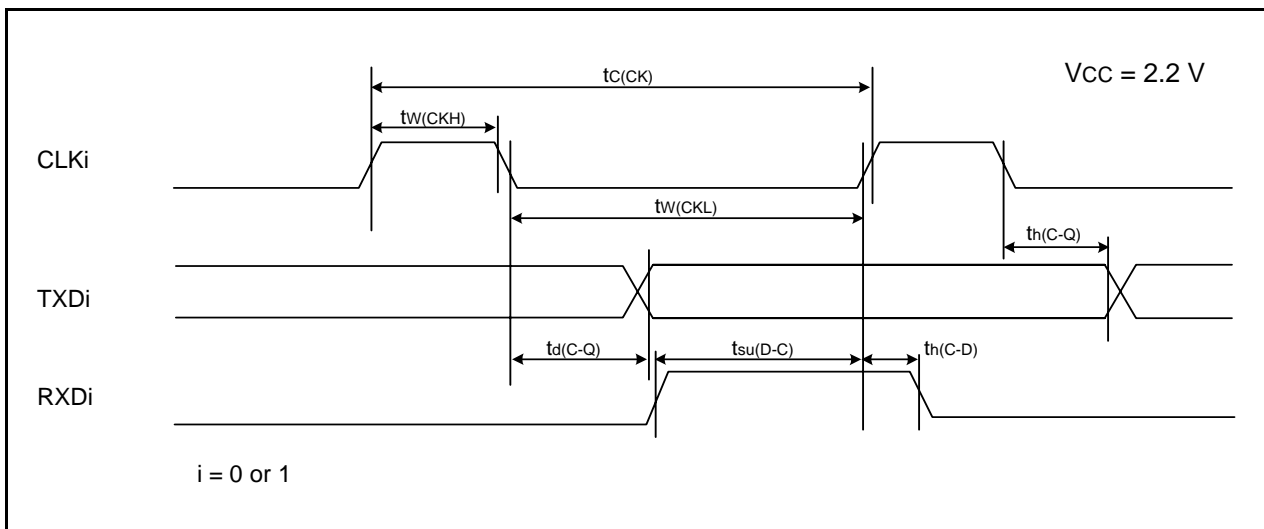 tC(CK)
VCC = 2.2 V
tW(CKH)
CLKi
tW(CKL)
th(C-Q)
TXDi
td(C-Q)
tsu(D-C)
th(C-D)
RXDi
i = 0 or 1